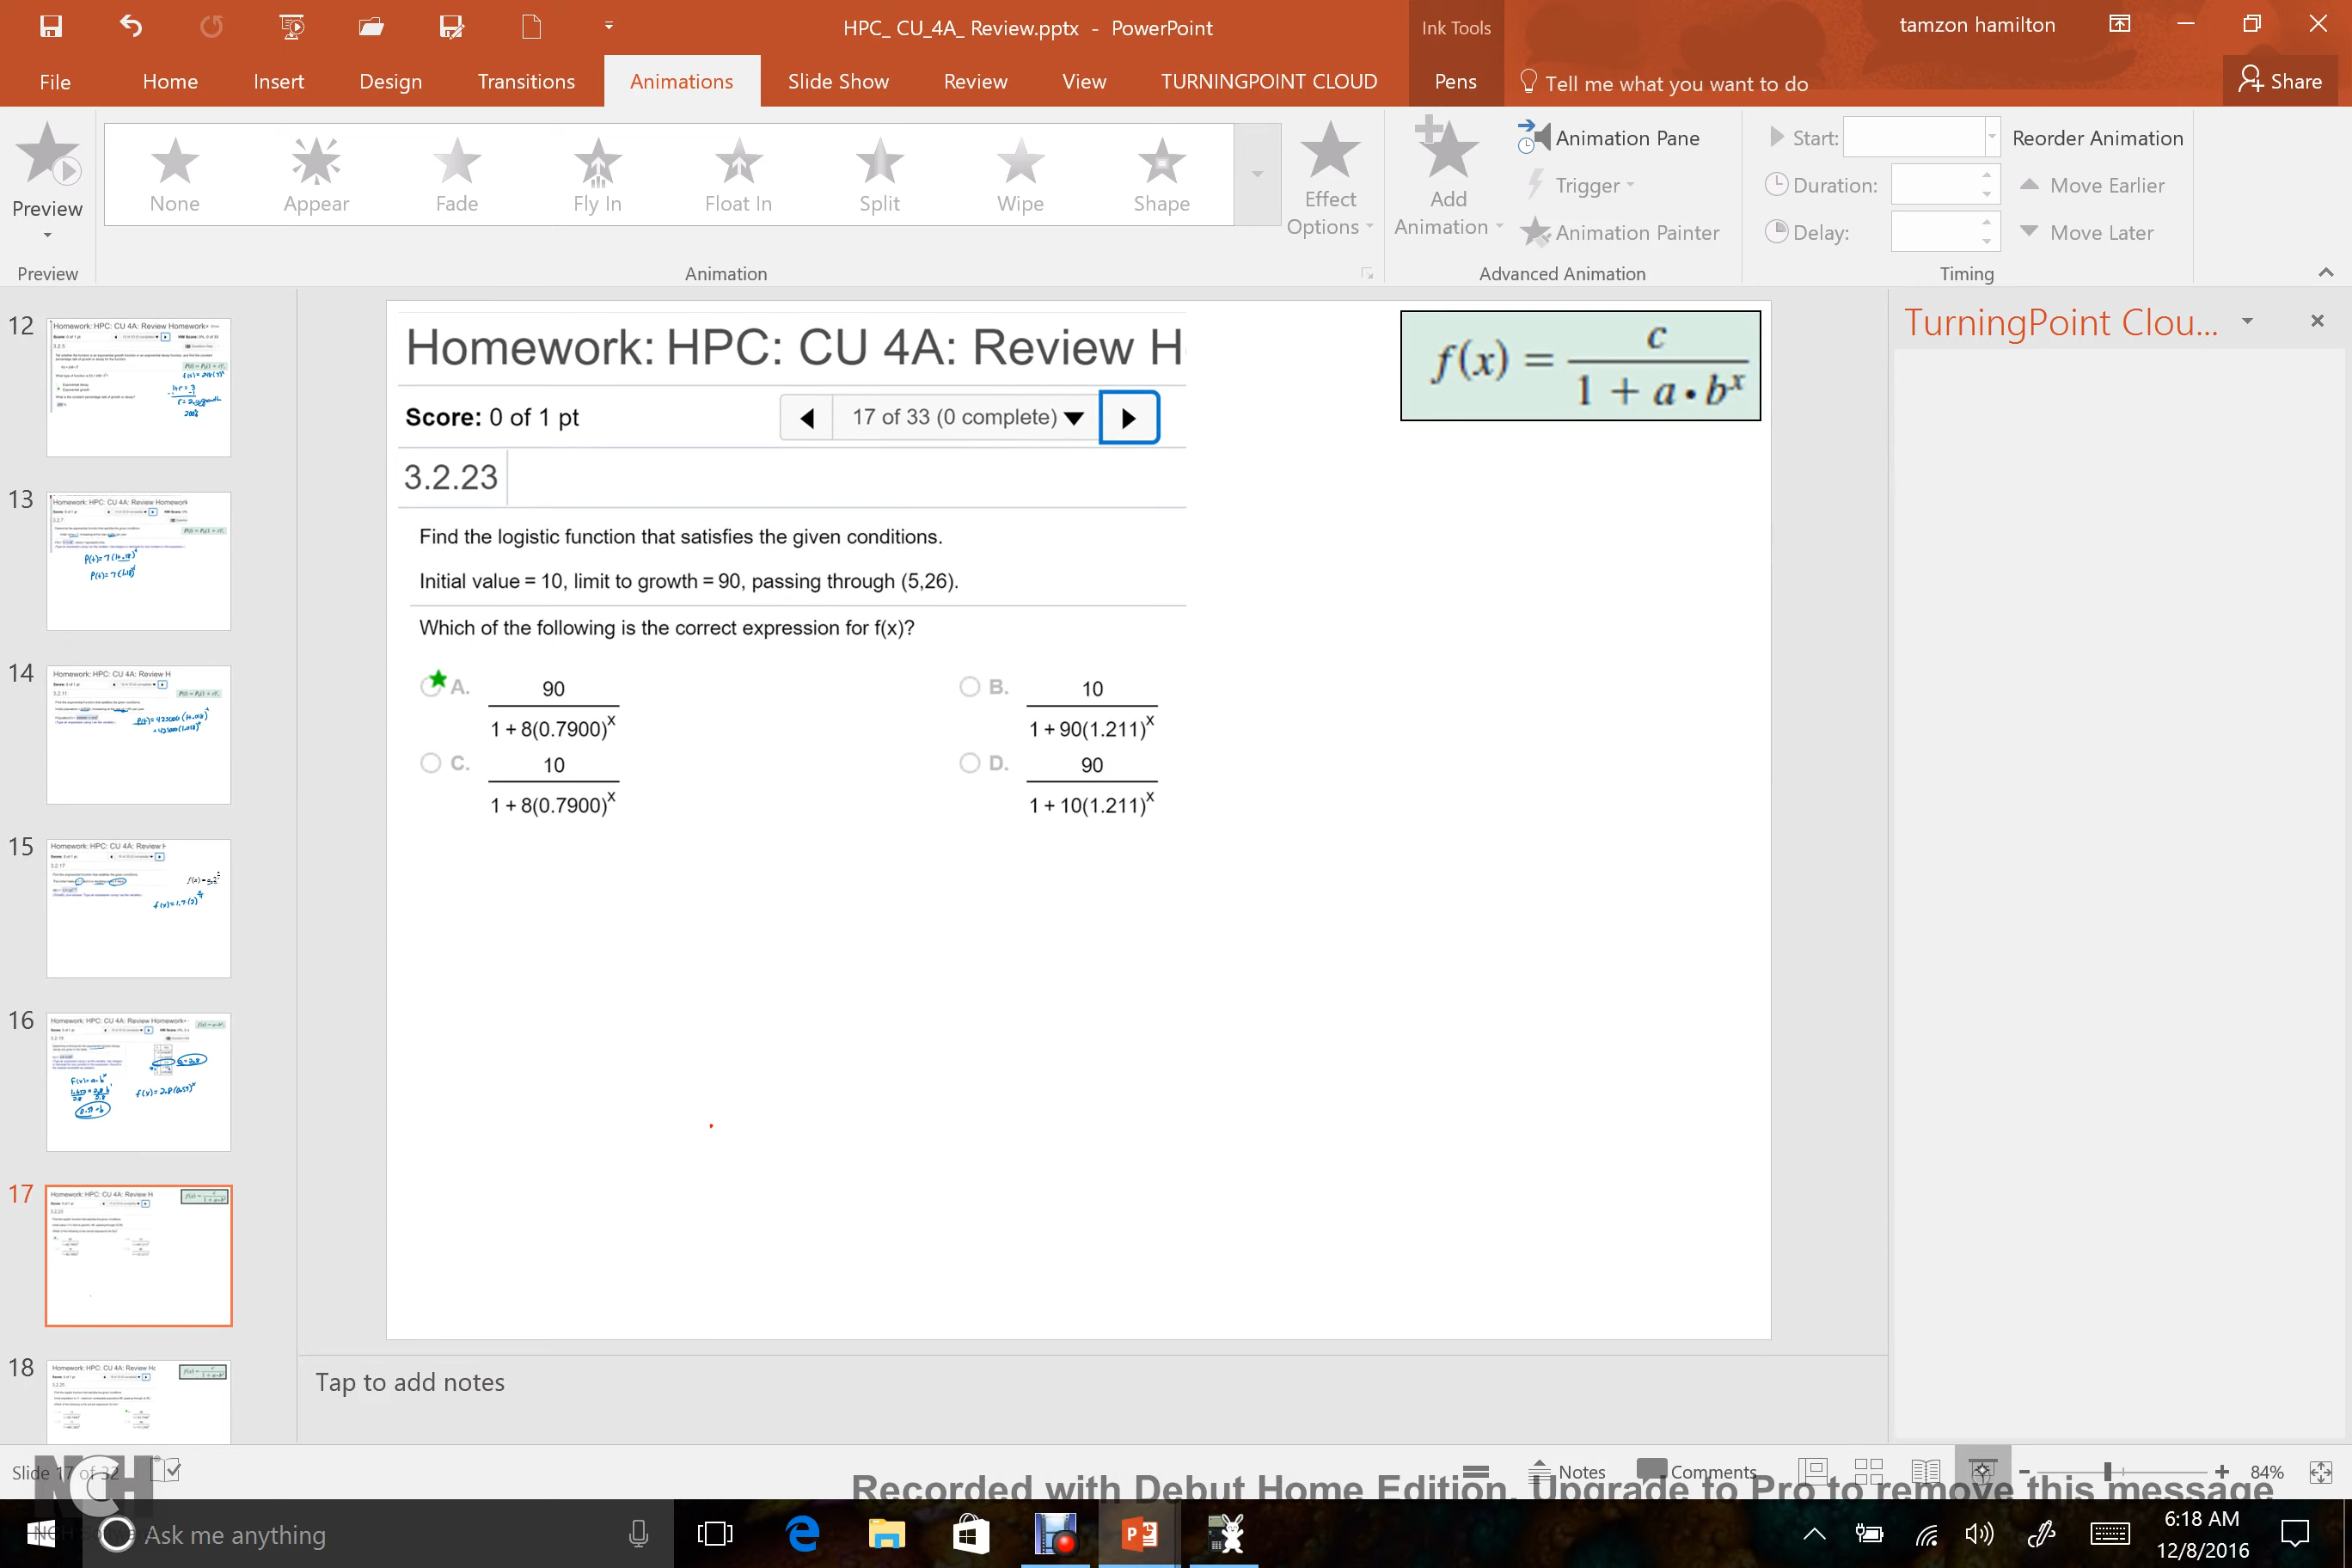 HPC_ CU_4A_ Review.pptx - PowerPoint
Ink Tools
tamzon hamilton
File Home Insert Design Transitions Animations Slide Show Review View TURNINGPOINT CLOUD Pens Tell me what you want to do Share
Preview
None Appear Fade Fly In Float In Split Wipe Shape
Effect Options
Add Animation
Animation Pane
Trigger
Animation Painter
Start:
Duration:
Delay:
Reorder Animation
Move Earlier
Move Later
Preview Animation Advanced Animation Timing
12
13
14
15
16
17
18
Homework: HPC: CU 4A: Review H
f(x) = c / (1 + a • b^x)
Score: 0 of 1 pt
17 of 33 (0 complete)
3.2.23
Find the logistic function that satisfies the given conditions.
Initial value = 10, limit to growth = 90, passing through (5,26).
Which of the following is the correct expression for f(x)?
A. 90 / (1 + 8(0.7900)^x)
B. 10 / (1 + 90(1.211)^x)
C. 10 / (1 + 8(0.7900)^x)
D. 90 / (1 + 10(1.211)^x)
TurningPoint Clou...
Tap to add notes
Slide 17 of 32
NCH
Notes Comments 84%
Recorded with Debut Home Edition. Upgrade to Pro to remove this message
Ask me anything
6:18 AM
12/8/2016